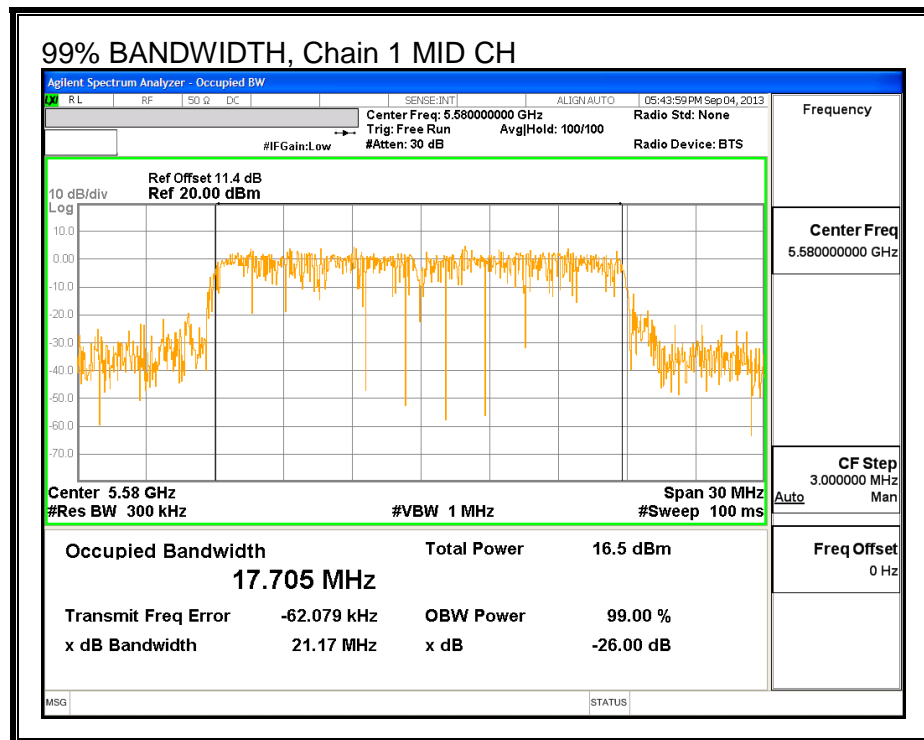 99% BANDWIDTH, Chain 1 MID CH
Agilent Spectrum Analyzer - Occupied BW
LXI RL RF 50 Ω DC SENSE:INT ALIGN AUTO 05:43:59 PM Sep 04, 2013
Center Freq: 5.580000000 GHz Radio Std: None
Trig: Free Run Avg|Hold: 100/100
#IFGain:Low #Atten: 30 dB Radio Device: BTS
Frequency
Ref Offset 11.4 dB
10 dB/div Ref 20.00 dBm
Log
10.0
0.00
-10.0
-20.0
-30.0
-40.0
-50.0
-60.0
-70.0
Center 5.58 GHz Span 30 MHz
#Res BW 300 kHz #VBW 1 MHz #Sweep 100 ms
Center Freq
5.580000000 GHz
CF Step
3.000000 MHz
Auto Man
Freq Offset
0 Hz
Occupied Bandwidth Total Power 16.5 dBm
17.705 MHz
Transmit Freq Error -62.079 kHz OBW Power 99.00 %
x dB Bandwidth 21.17 MHz x dB -26.00 dB
MSG STATUS